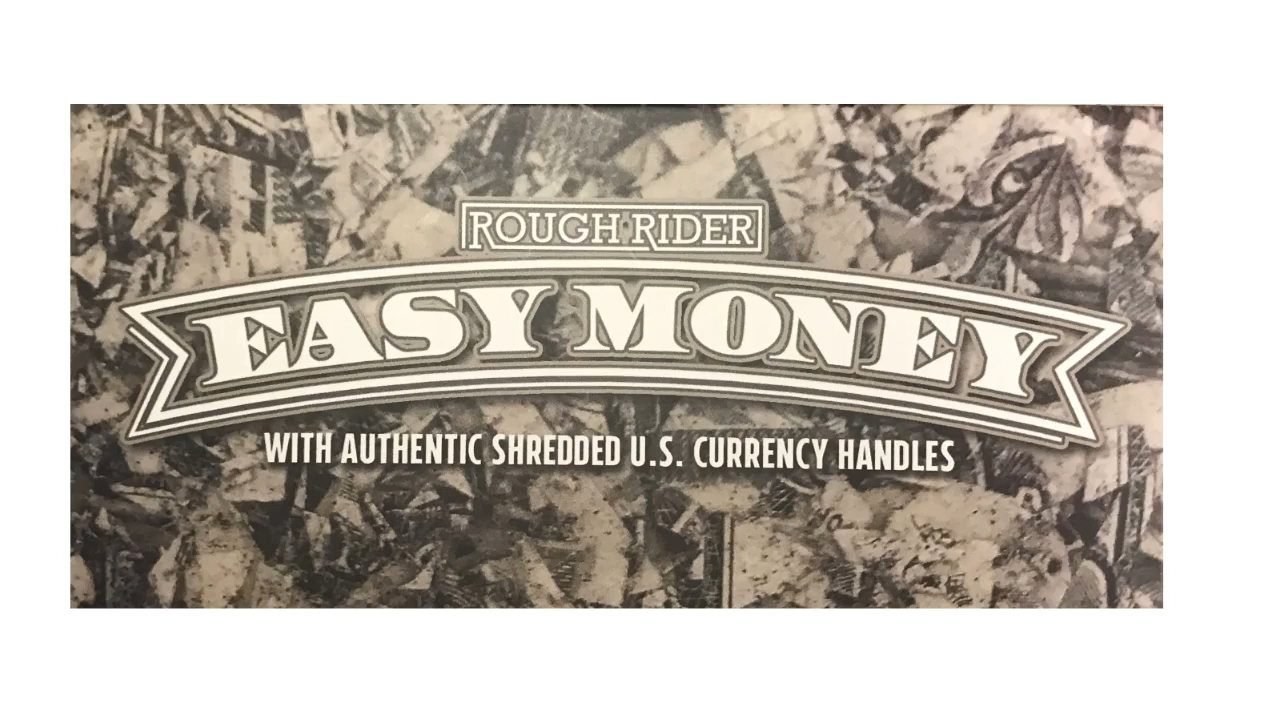 ROUGH RIDER
EASY MONEY
WITH AUTHENTIC SHREDDED U.S. CURRENCY HANDLES